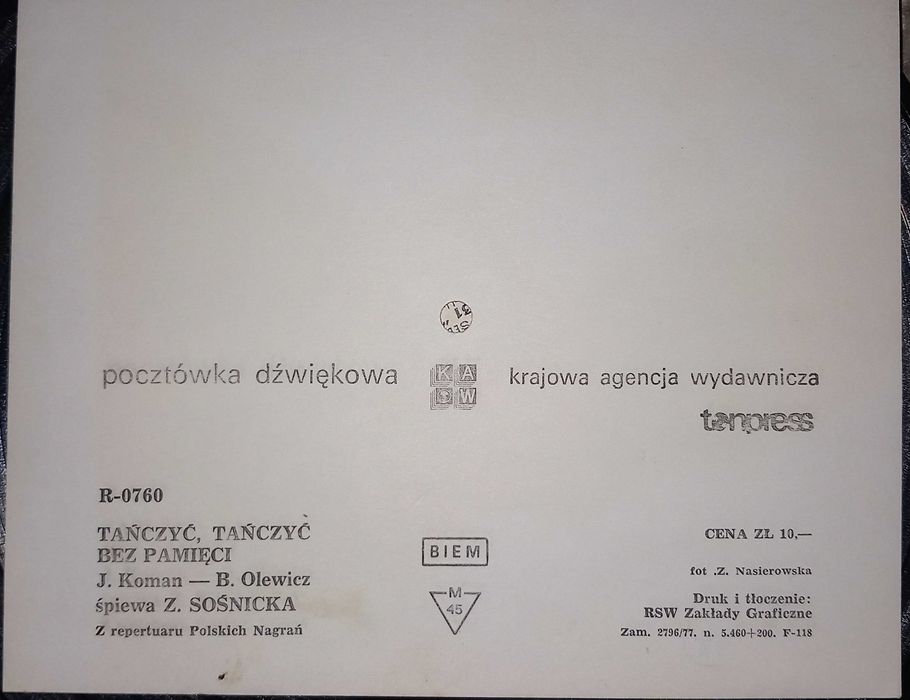 pocztówka dźwiękowa
KA
W
krajowa agencja wydawnicza
tonpress
R-0760
TAŃCZYĆ, TAŃCZYĆ
BEZ PAMIĘCI
J. Koman — B. Olewicz
śpiewa Z. SOŚNICKA
Z repertuaru Polskich Nagrań
BIEM
M
45
CENA ZŁ 10,—
fot .Z. Nasierowska
Druk i tłoczenie:
RSW Zakłady Graficzne
Zam. 2796/77. n. 5.460+200. F-118